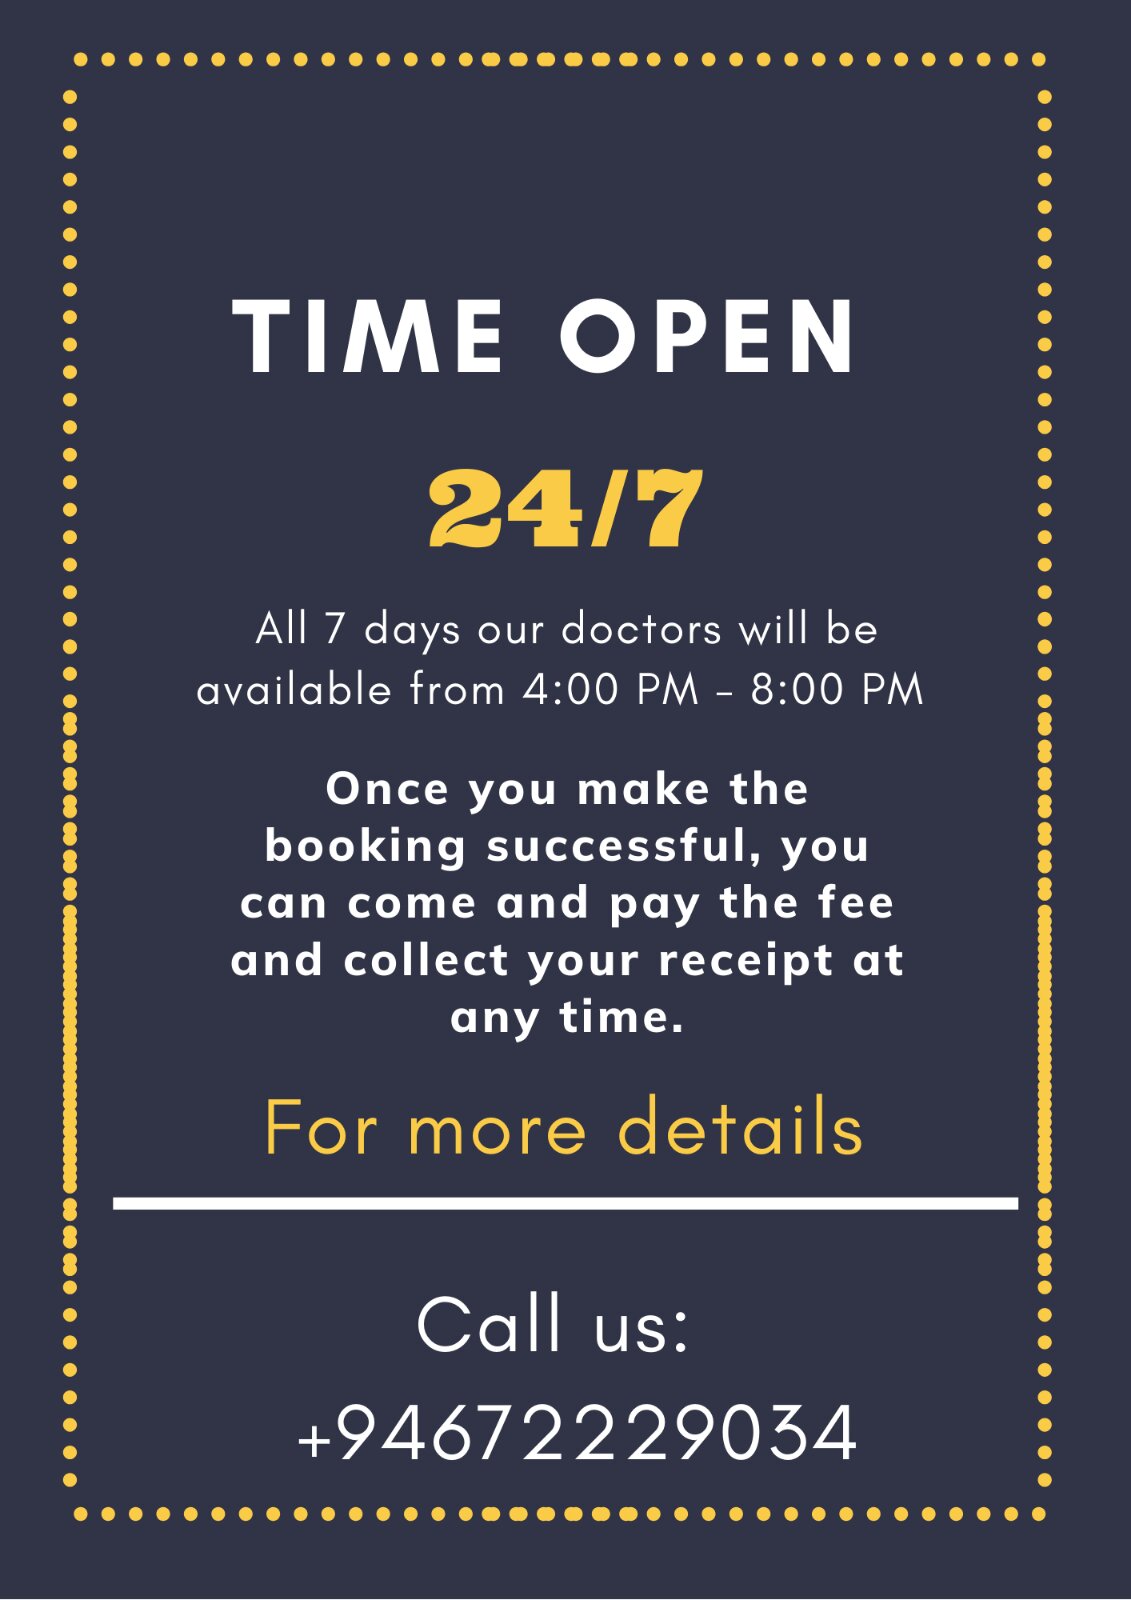 TIME OPEN
24/7
All 7 days our doctors will be
available from 4:00 PM - 8:00 PM
Once you make the
booking successful, you
can come and pay the fee
and collect your receipt at
any time.
For more details
Call us:
+94672229034